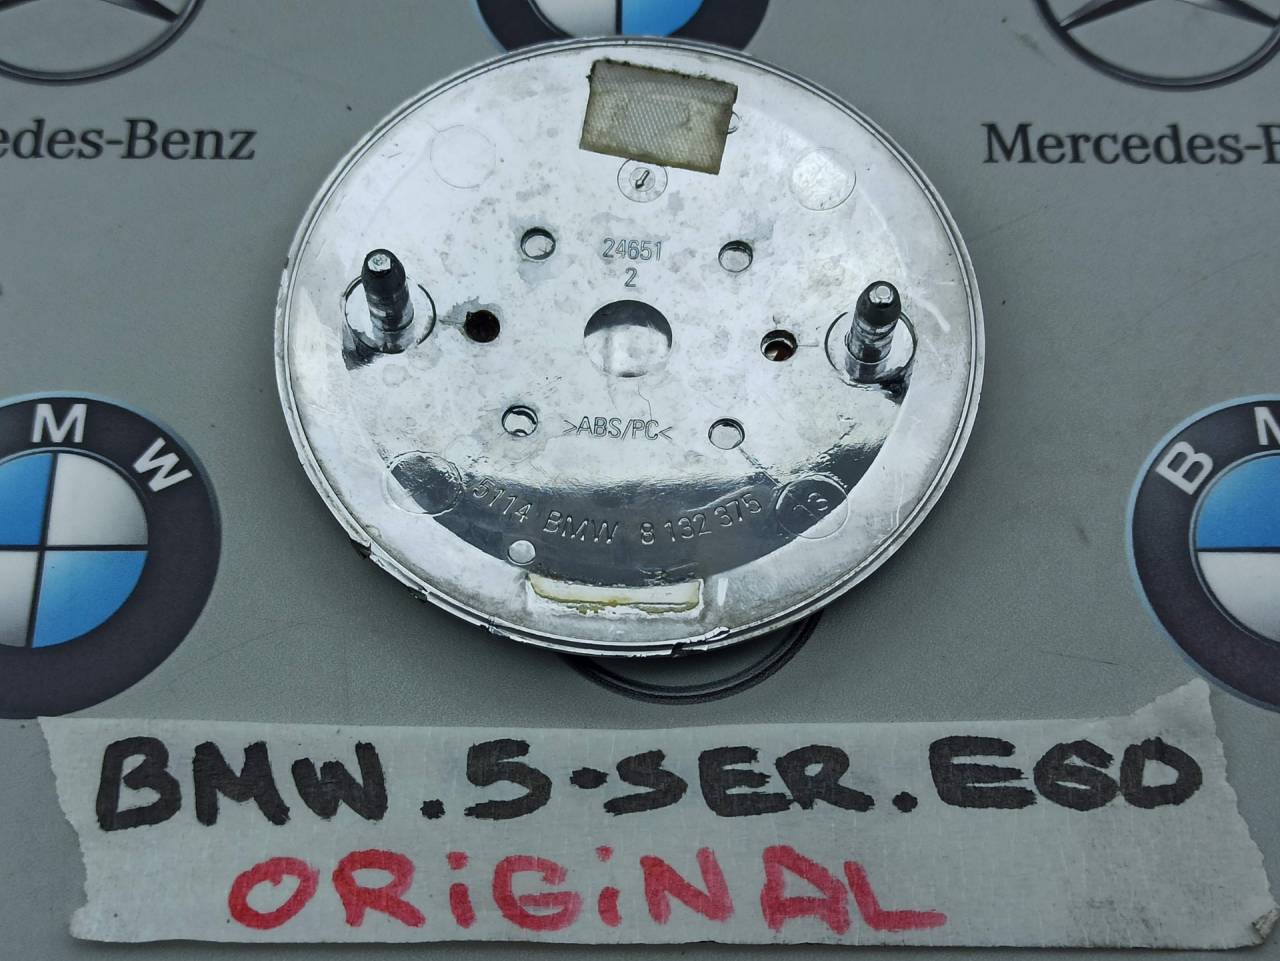 edes-Benz
Mercedes-B
24651
2
>ABS/PC<
5114 BMW 8 132 375
13
BMW
BM
BMW.5-SER.E60
ORiGiNAL